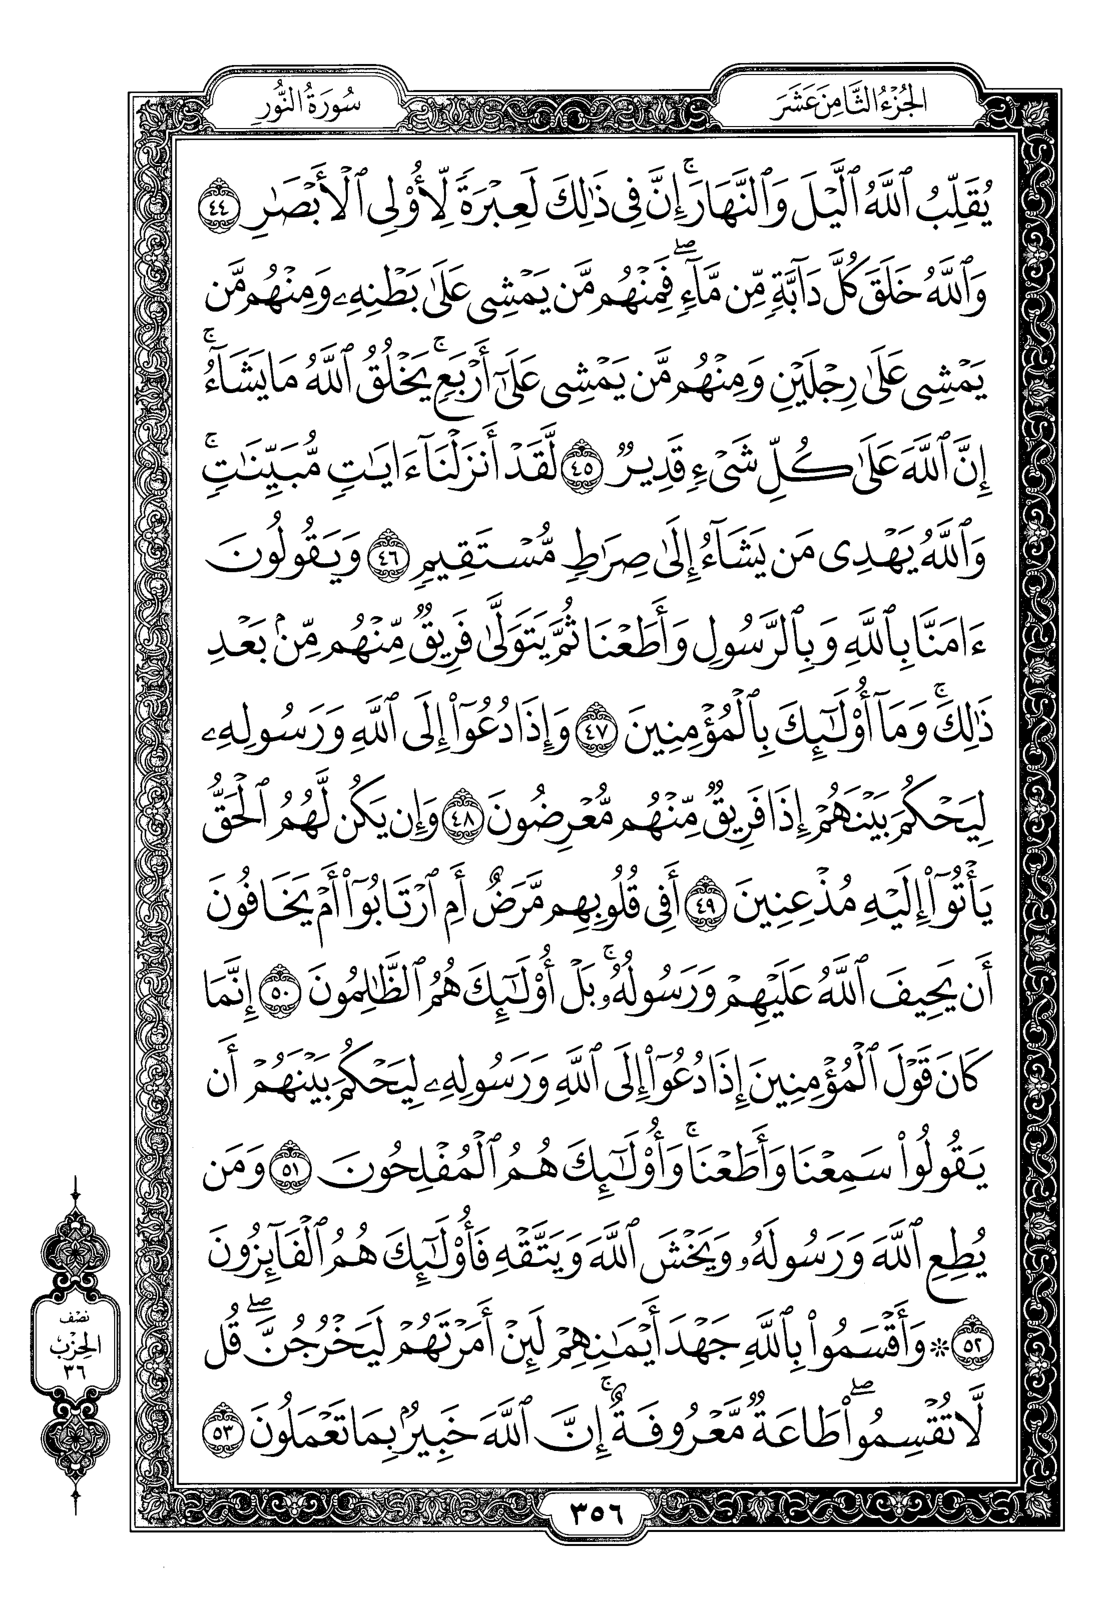 الجُزْءُ الثَّامِنَ عَشَرَ
سُورَةُ النُّورِ
يُقَلِّبُ ٱللَّهُ ٱلَّيْلَ وَٱلنَّهَارَ ۚ إِنَّ فِى ذَٰلِكَ لَعِبْرَةً لِّأُو۟لِى ٱلْأَبْصَٰرِ ٤٤
وَٱللَّهُ خَلَقَ كُلَّ دَآبَّةٍ مِّن مَّآءٍ ۖ فَمِنْهُم مَّن يَمْشِى عَلَىٰ بَطْنِهِۦ وَمِنْهُم مَّن
يَمْشِى عَلَىٰ رِجْلَيْنِ وَمِنْهُم مَّن يَمْشِى عَلَىٰٓ أَرْبَعٍ ۚ يَخْلُقُ ٱللَّهُ مَا يَشَآءُ ۚ
إِنَّ ٱللَّهَ عَلَىٰ كُلِّ شَىْءٍ قَدِيرٌ ٤٥ لَّقَدْ أَنزَلْنَآ ءَايَٰتٍ مُّبَيِّنَٰتٍ ۚ
وَٱللَّهُ يَهْدِى مَن يَشَآءُ إِلَىٰ صِرَٰطٍ مُّسْتَقِيمٍ ٤٦ وَيَقُولُونَ
ءَامَنَّا بِٱللَّهِ وَبِٱلرَّسُولِ وَأَطَعْنَا ثُمَّ يَتَوَلَّىٰ فَرِيقٌ مِّنْهُم مِّنۢ بَعْدِ
ذَٰلِكَ ۚ وَمَآ أُو۟لَٰٓئِكَ بِٱلْمُؤْمِنِينَ ٤٧ وَإِذَا دُعُوٓا۟ إِلَى ٱللَّهِ وَرَسُولِهِۦ
لِيَحْكُمَ بَيْنَهُمْ إِذَا فَرِيقٌ مِّنْهُم مُّعْرِضُونَ ٤٨ وَإِن يَكُن لَّهُمُ ٱلْحَقُّ
يَأْتُوٓا۟ إِلَيْهِ مُذْعِنِينَ ٤٩ أَفِى قُلُوبِهِم مَّرَضٌ أَمِ ٱرْتَابُوٓا۟ أَمْ يَخَافُونَ
أَن يَحِيفَ ٱللَّهُ عَلَيْهِمْ وَرَسُولُهُۥ ۚ بَلْ أُو۟لَٰٓئِكَ هُمُ ٱلظَّٰلِمُونَ ٥٠ إِنَّمَا
كَانَ قَوْلَ ٱلْمُؤْمِنِينَ إِذَا دُعُوٓا۟ إِلَى ٱللَّهِ وَرَسُولِهِۦ لِيَحْكُمَ بَيْنَهُمْ أَن
يَقُولُوا۟ سَمِعْنَا وَأَطَعْنَا ۚ وَأُو۟لَٰٓئِكَ هُمُ ٱلْمُفْلِحُونَ ٥١ وَمَن
يُطِعِ ٱللَّهَ وَرَسُولَهُۥ وَيَخْشَ ٱللَّهَ وَيَتَّقْهِ فَأُو۟لَٰٓئِكَ هُمُ ٱلْفَآئِزُونَ
٥٢ ۞ وَأَقْسَمُوا۟ بِٱللَّهِ جَهْدَ أَيْمَٰنِهِمْ لَئِنْ أَمَرْتَهُمْ لَيَخْرُجُنَّ ۖ قُل
لَّا تُقْسِمُوا۟ ۖ طَاعَةٌ مَّعْرُوفَةٌ ۚ إِنَّ ٱللَّهَ خَبِيرٌۢ بِمَا تَعْمَلُونَ ٥٣
نِصْف
الحِزْب
٣٦
٣٥٦